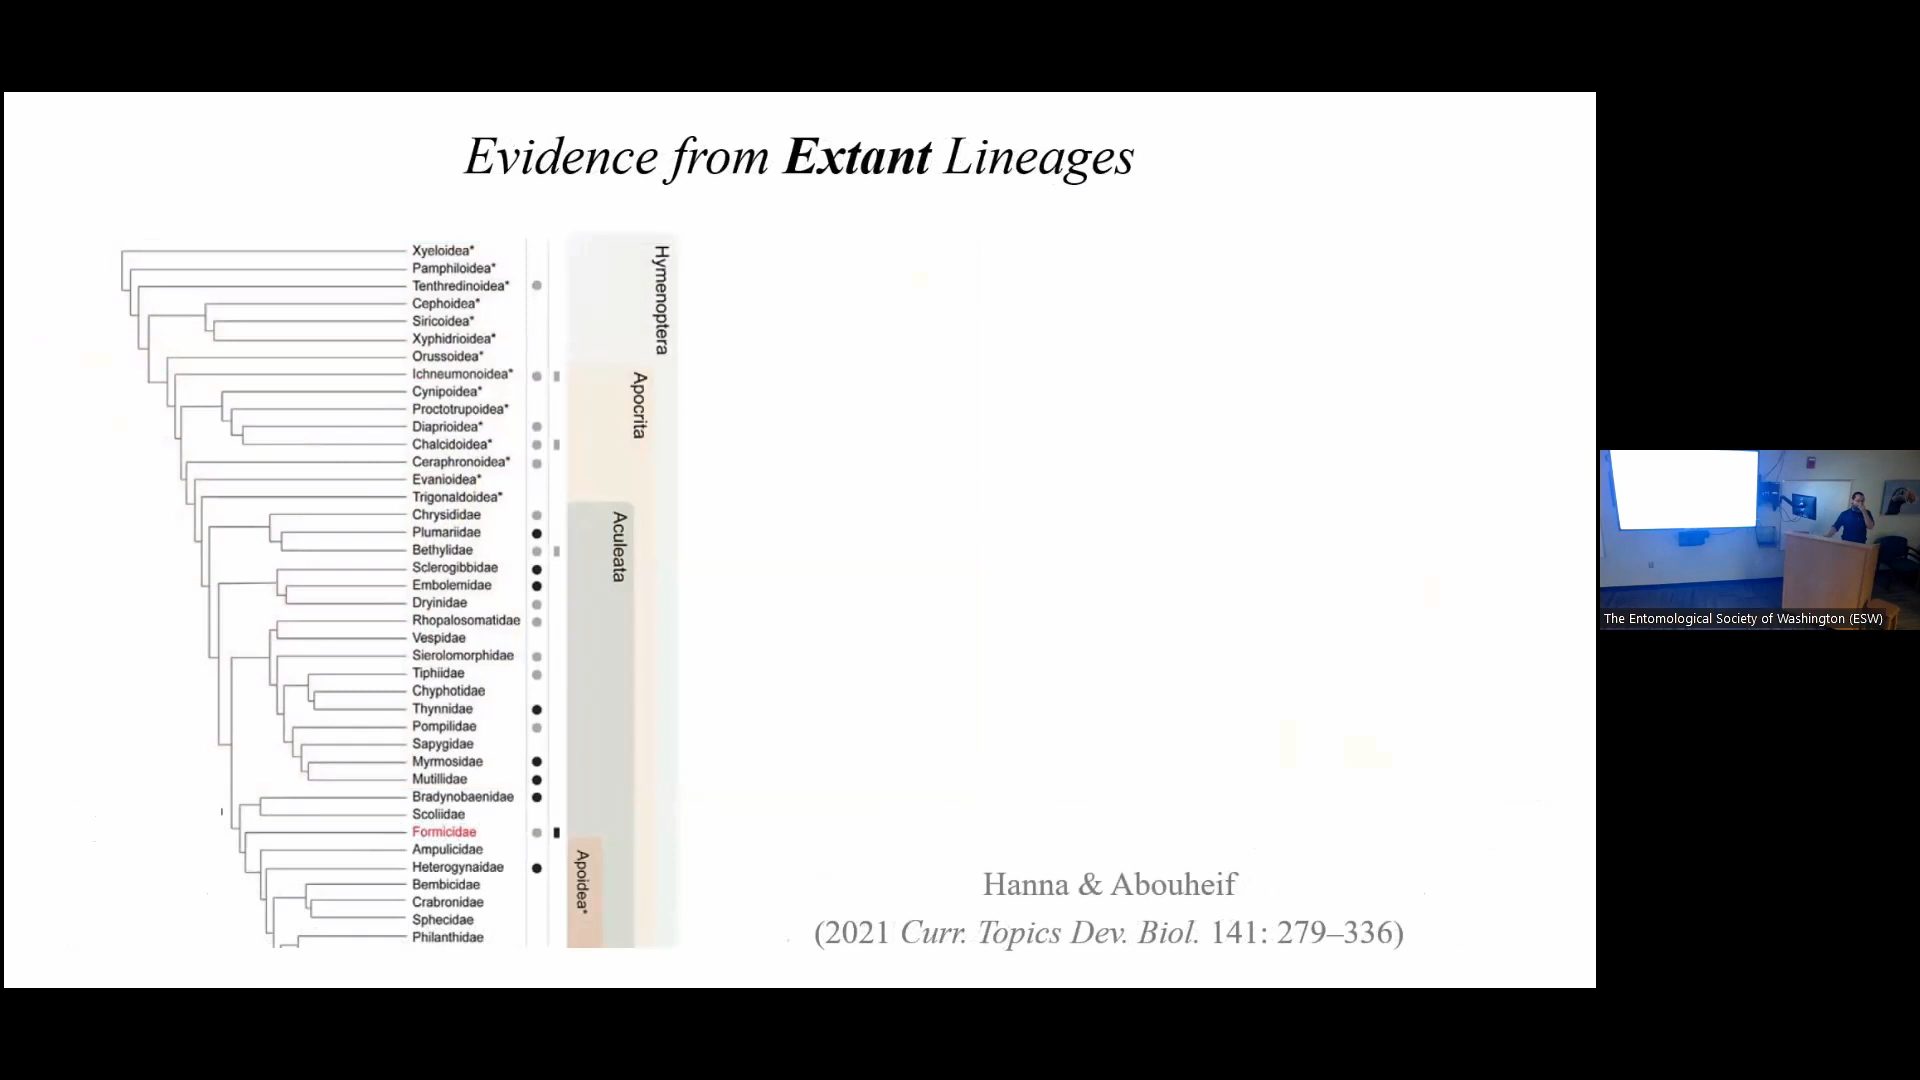 Evidence from Extant Lineages
Xyeloidea*
Pamphiloidea*
Tenthredinoidea*
Cephoidea*
Siricoidea*
Xyphidrioidea*
Orussoidea*
Ichneumonoidea*
Cynipoidea*
Proctotrupoidea*
Diaprioidea*
Chalcidoidea*
Ceraphronoidea*
Evanioidea*
Trigonaldoidea*
Chrysididae
Plumariidae
Bethylidae
Sclerogibbidae
Embolemidae
Dryinidae
Rhopalosomatidae
Vespidae
Sierolomorphidae
Tiphiidae
Chyphotidae
Thynnidae
Pompilidae
Sapygidae
Myrmosidae
Mutillidae
Bradynobaenidae
Scoliidae
Formicidae
Ampulicidae
Heterogynaidae
Bembicidae
Crabronidae
Sphecidae
Philanthidae
Hymenoptera
Apocrita
Aculeata
Apoidea*
Hanna & Abouheif
(2021 Curr. Topics Dev. Biol. 141: 279–336)
The Entomological Society of Washington (ESW)